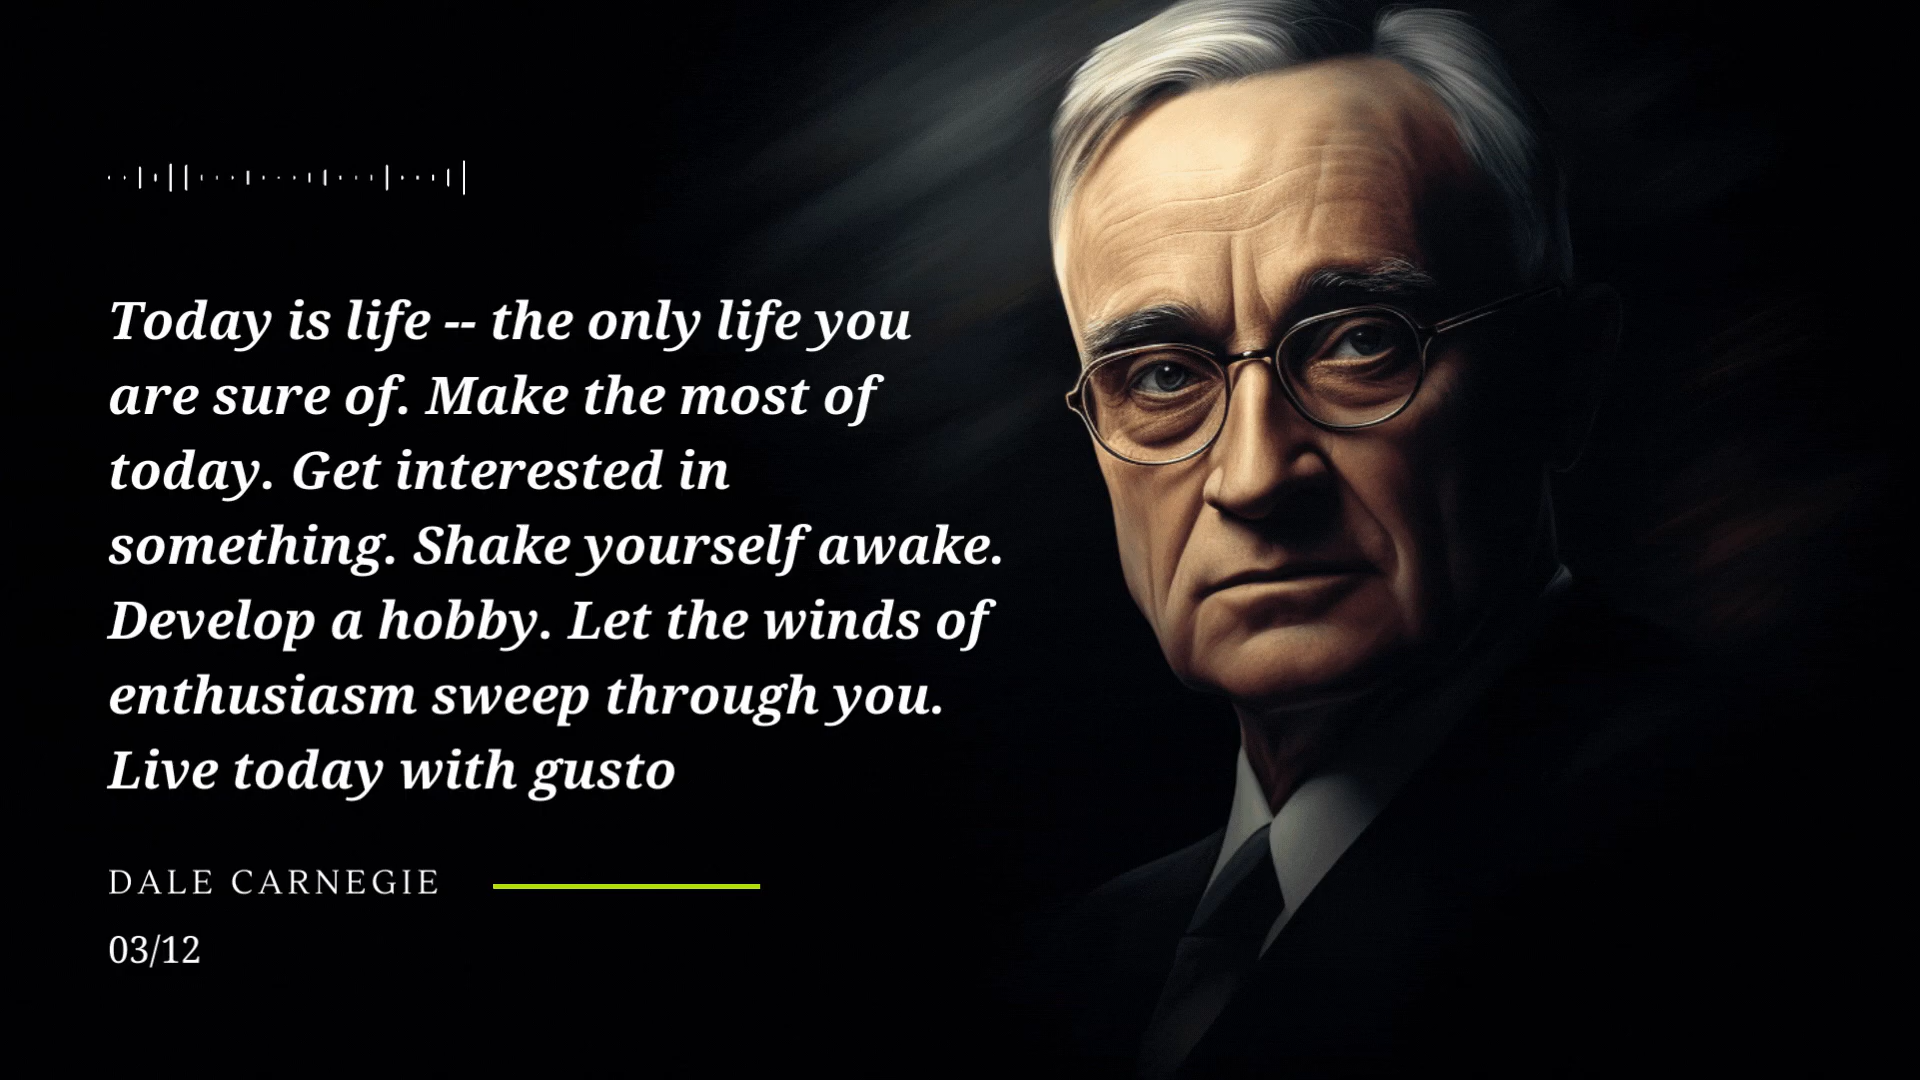 Today is life -- the only life you
are sure of. Make the most of
today. Get interested in
something. Shake yourself awake.
Develop a hobby. Let the winds of
enthusiasm sweep through you.
Live today with gusto
DALE CARNEGIE
03/12